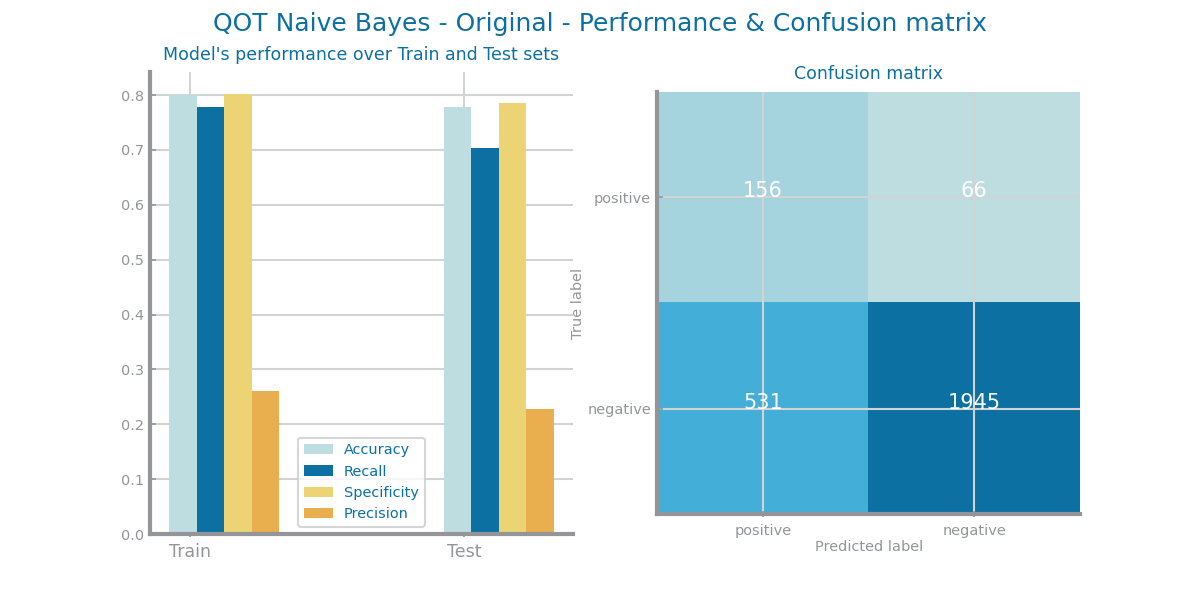 QOT Naive Bayes - Original - Performance & Confusion matrix
Model's performance over Train and Test sets
0.8
0.7
0.6
0.5
0.4
0.3
0.2
0.1
0.0
Train
Test
Accuracy
Recall
Specificity
Precision
Confusion matrix
True label
positive
negative
156
66
531
1945
positive
negative
Predicted label